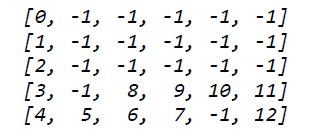 [0, -1, -1, -1, -1, -1]
[1, -1, -1, -1, -1, -1]
[2, -1, -1, -1, -1, -1]
[3, -1, 8, 9, 10, 11]
[4, 5, 6, 7, -1, 12]